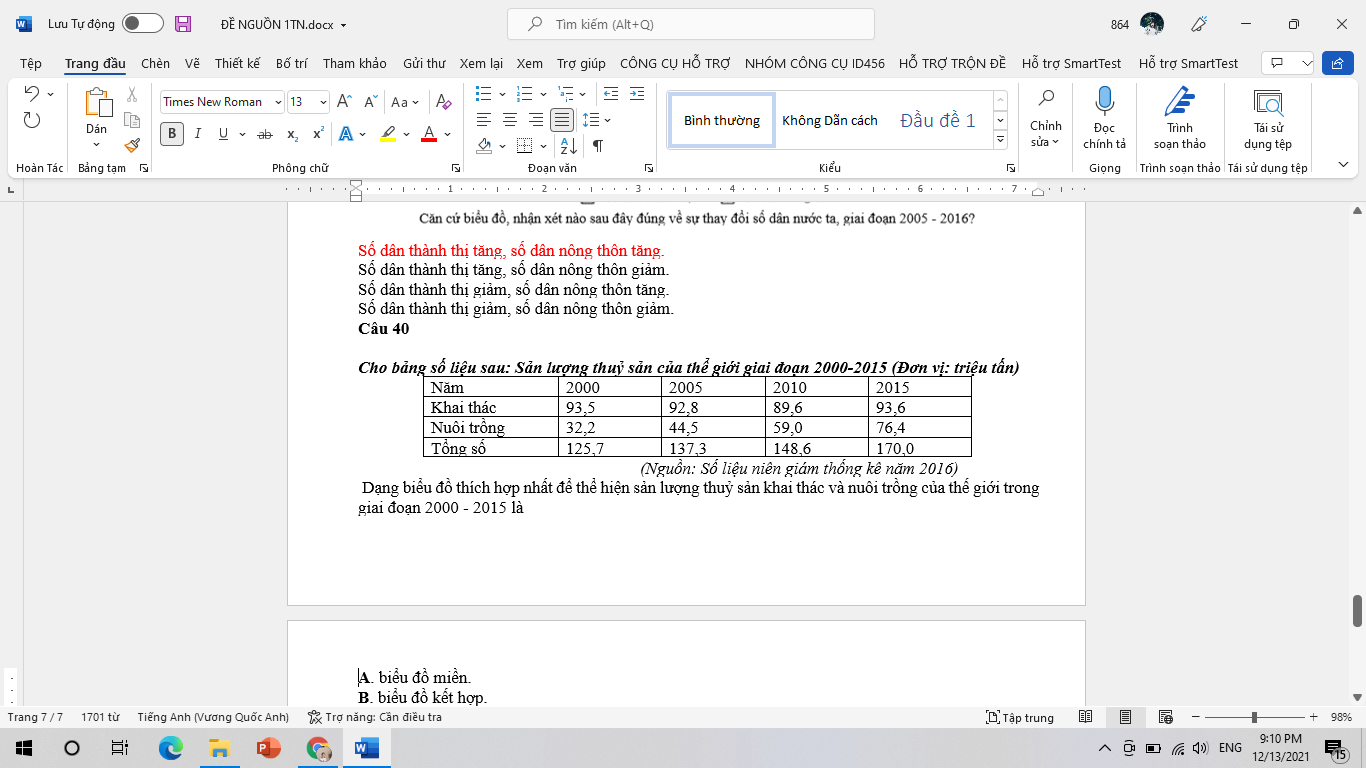 Lưu Tự động
ĐỀ NGUỒN 1TN.docx
Tìm kiếm (Alt+Q)
864
Tệp Trang đầu Chèn Vẽ Thiết kế Bố trí Tham khảo Gửi thư Xem lại Xem Trợ giúp CÔNG CỤ HỖ TRỢ NHÓM CÔNG CỤ ID456 HỖ TRỢ TRỘN ĐỀ Hỗ trợ SmartTest Hỗ trợ SmartTest
Dán
Times New Roman 13
Bình thường Không Dãn cách Đầu đề 1
Chỉnh sửa
Đọc chính tả
Trình soạn thảo
Tái sử dụng tệp
Hoàn Tác Bảng tạm Phông chữ Đoạn văn Kiểu Giọng Trình soạn thảo Tái sử dụng tệp
1 2 3 4 5 6 7
Căn cứ biểu đồ, nhận xét nào sau đây đúng về sự thay đổi số dân nước ta, giai đoạn 2005 - 2016?
Số dân thành thị tăng, số dân nông thôn tăng.
Số dân thành thị tăng, số dân nông thôn giảm.
Số dân thành thị giảm, số dân nông thôn tăng.
Số dân thành thị giảm, số dân nông thôn giảm.
Câu 40
Cho bảng số liệu sau: Sản lượng thuỷ sản của thể giới giai đoạn 2000-2015 (Đơn vị: triệu tấn)
Năm 2000 2005 2010 2015
Khai thác 93,5 92,8 89,6 93,6
Nuôi trồng 32,2 44,5 59,0 76,4
Tổng số 125,7 137,3 148,6 170,0
(Nguồn: Số liệu niên giám thống kê năm 2016)
Dạng biểu đồ thích hợp nhất để thể hiện sản lượng thuỷ sản khai thác và nuôi trồng của thế giới trong
giai đoạn 2000 - 2015 là
A. biểu đồ miền.
B. biểu đồ kết hợp.
Trang 7 / 7 1701 từ Tiếng Anh (Vương Quốc Anh) Trợ năng: Cần điều tra Tập trung 98%
ENG
9:10 PM
12/13/2021
15